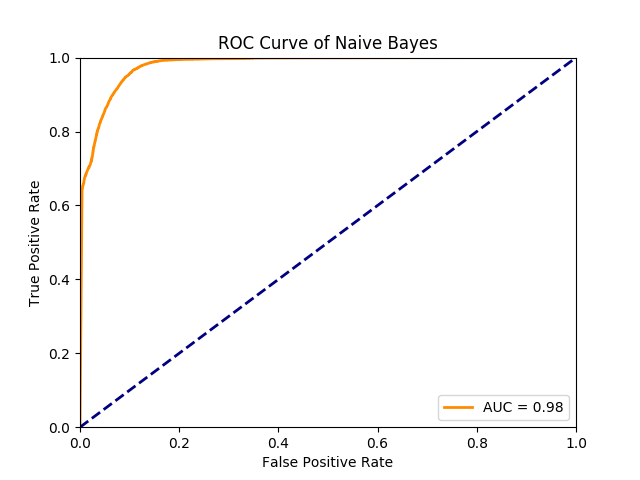 ROC Curve of Naive Bayes
1.0
0.8
0.6
0.4
0.2
0.0
True Positive Rate
AUC = 0.98
0.0 0.2 0.4 0.6 0.8 1.0
False Positive Rate